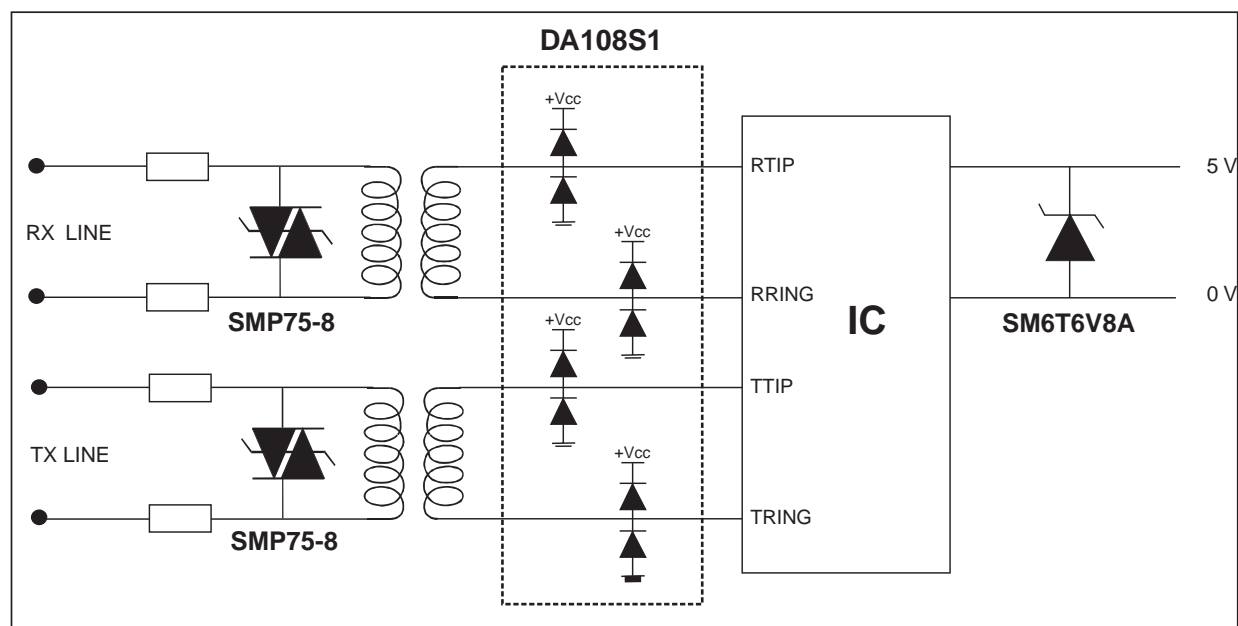 DA108S1
+Vcc
RTIP
5 V
RX LINE
+Vcc
RRING
0 V
SMP75-8
IC
SM6T6V8A
+Vcc
TTIP
TX LINE
+Vcc
TRING
SMP75-8